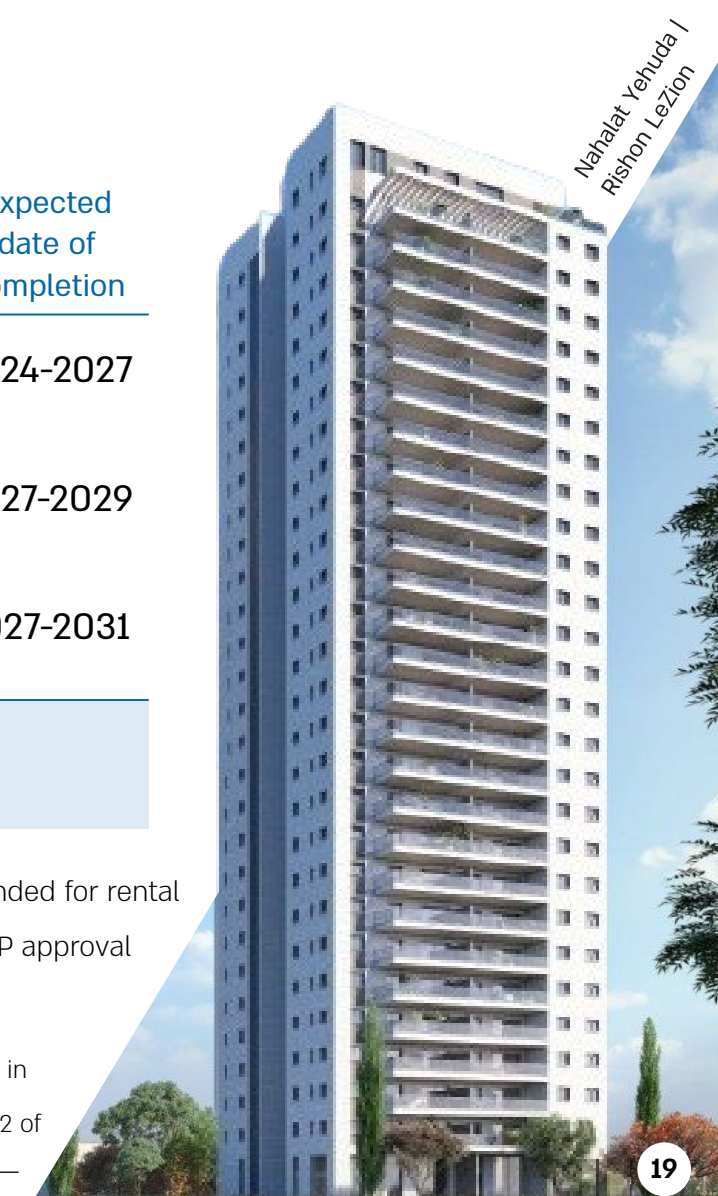 Nahalat Yehuda |
Rishon LeZion
xpected
date of
ompletion
24-2027
27-2029
027-2031
nded for rental
P approval
in
2 of
19